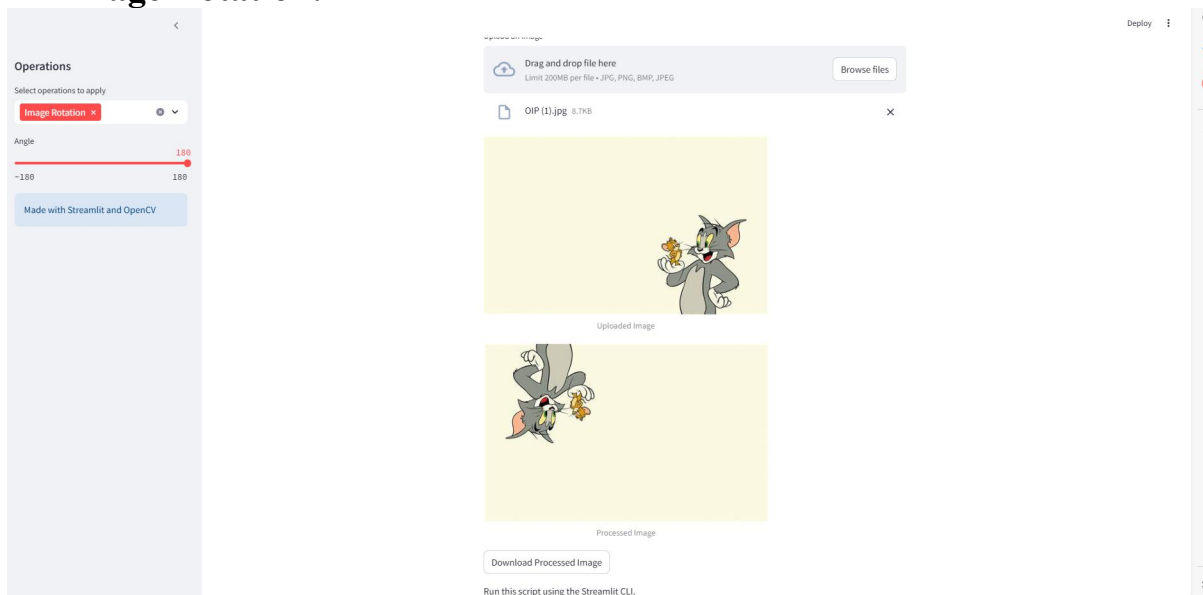 Deploy
Operations
Select operations to apply
Image Rotation ×
Angle
180
-180 180
Made with Streamlit and OpenCV
Drag and drop file here
Limit 200MB per file • JPG, PNG, BMP, JPEG
Browse files
OIP (1).jpg 8.7KB
Uploaded Image
Processed Image
Download Processed Image
Run this script using the Streamlit CLI.